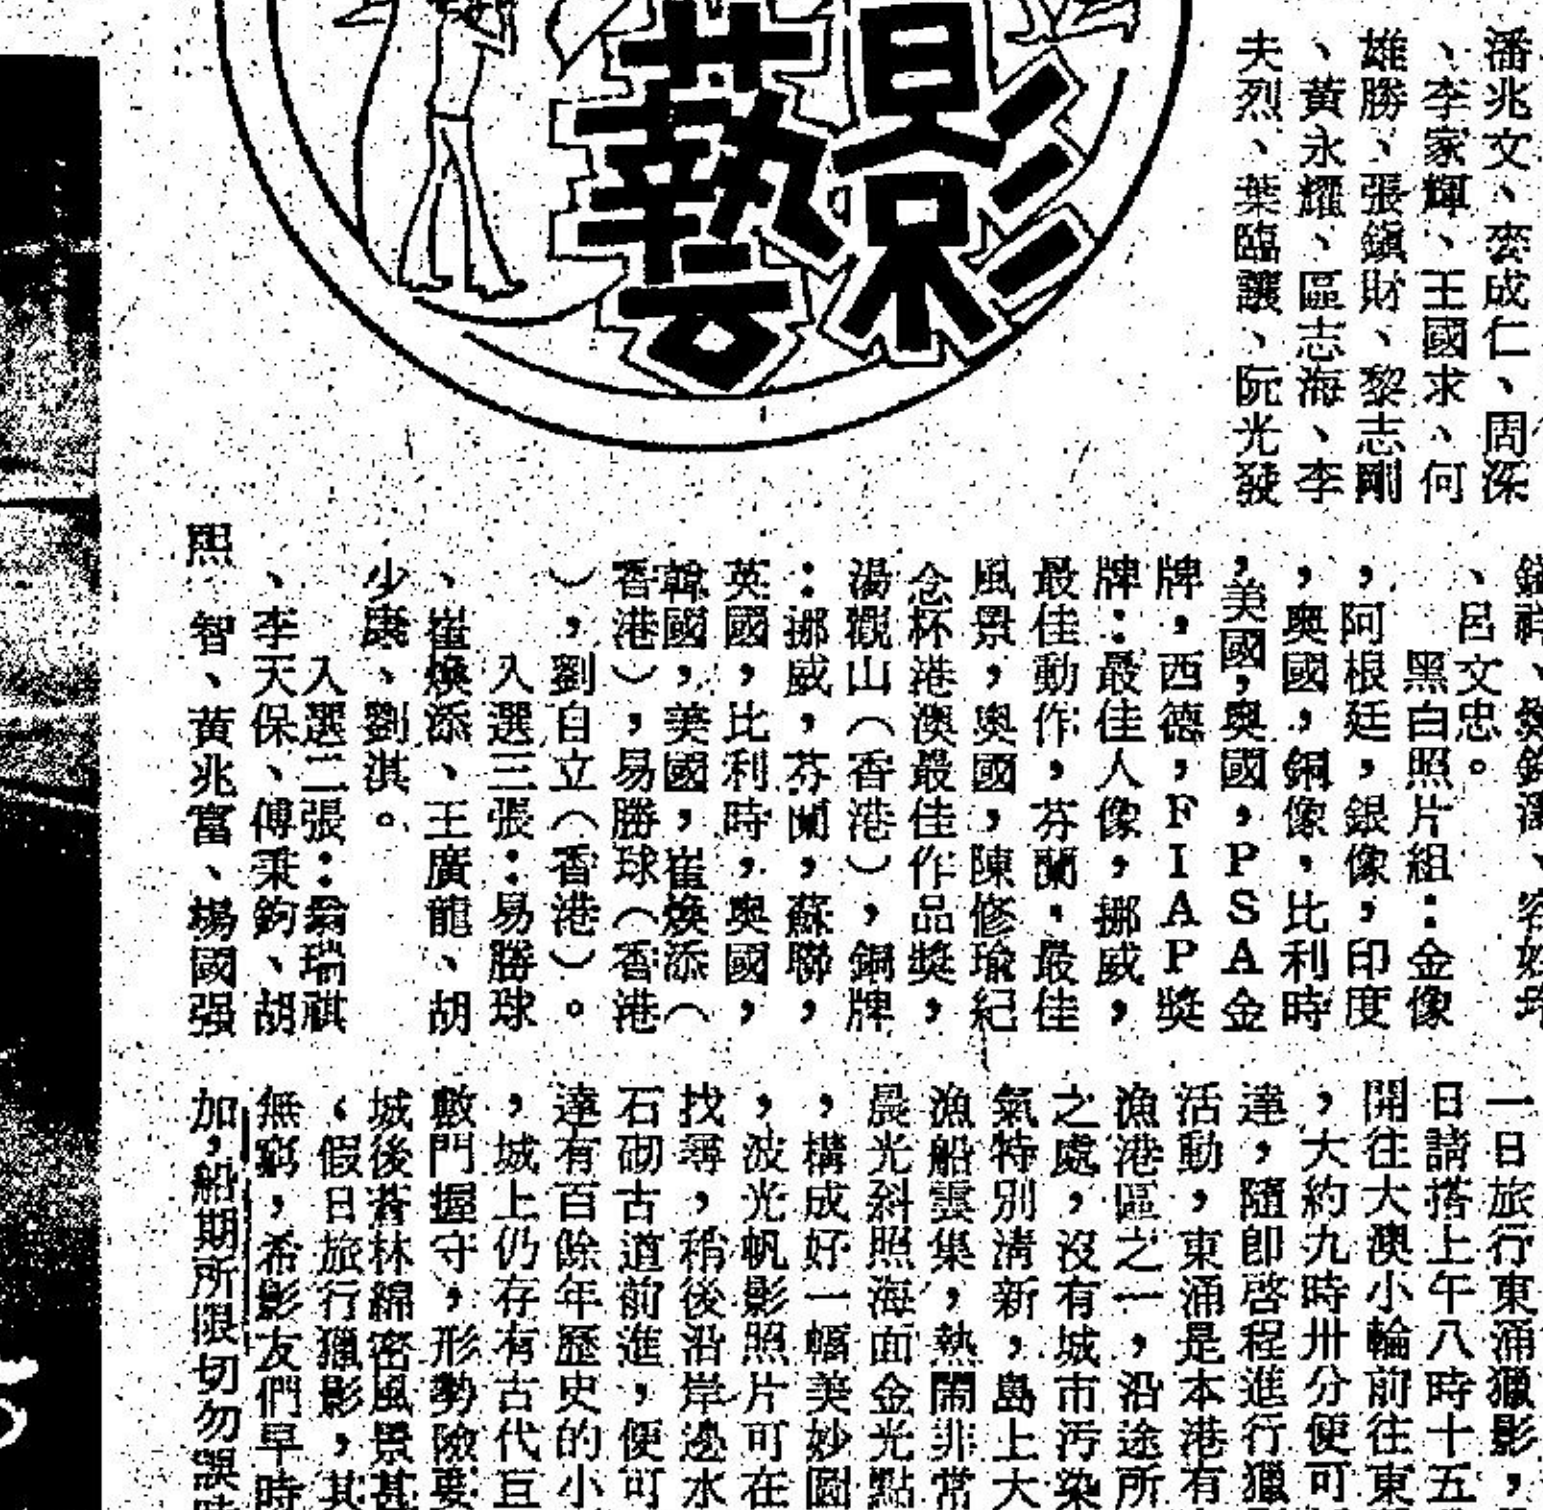 影藝
潘兆文、麥成仁、周深
、李家輝、王國求、何
雄勝、張鎭財、黎志剛
、黃永耀、區志海、李
夫烈、葉臨護、阮光發
、呂文忠。
黑白照片組：金像
，阿根廷，銀像，印度
，奧國，銅像，比利時
，美國，奧國，PSA金
牌，西德，FIAP獎
牌：最佳人像，挪威，
最佳動作，芬蘭，最佳
風景，奧國，陳修瑜紀
念杯港澳最佳作品獎，
湯觀山（香港），銅牌
：挪威，芬蘭，蘇聯，
英國，比利時，奧國，
韓國，美國，崔煥添（
香港），易勝球（香港
），劉自立（香港）。
入選三張：易勝球
、崔煥添、王廣龍、胡
少康、劉淇。
入選二張：翁瑞祺
、李天保、傅秉鈞、胡
熙智、黃兆富、楊國强
一日旅行東涌獵影，
日請搭上午八時十五
開往大澳小輪前往東
，大約九時卅分便可
達，隨即啓程進行獵
活動，東涌是本港有
漁港區之一，沿途所
之處，沒有城市污染
氣特別淸新，島上大
漁船雲集，熱鬧非常
晨光斜照海面金光點
，構成好一幅美妙圖
，波光帆影照片可在
找尋，稍後沿岸邊水
石砌古道前進，便可
達有百餘年歷史的小
，城上仍存有古代巨
數門握守，形勢險要
城後蒼林綿密風景甚
，假日旅行獵影，其
無窮，希影友們早時
加，船期所限切勿誤時